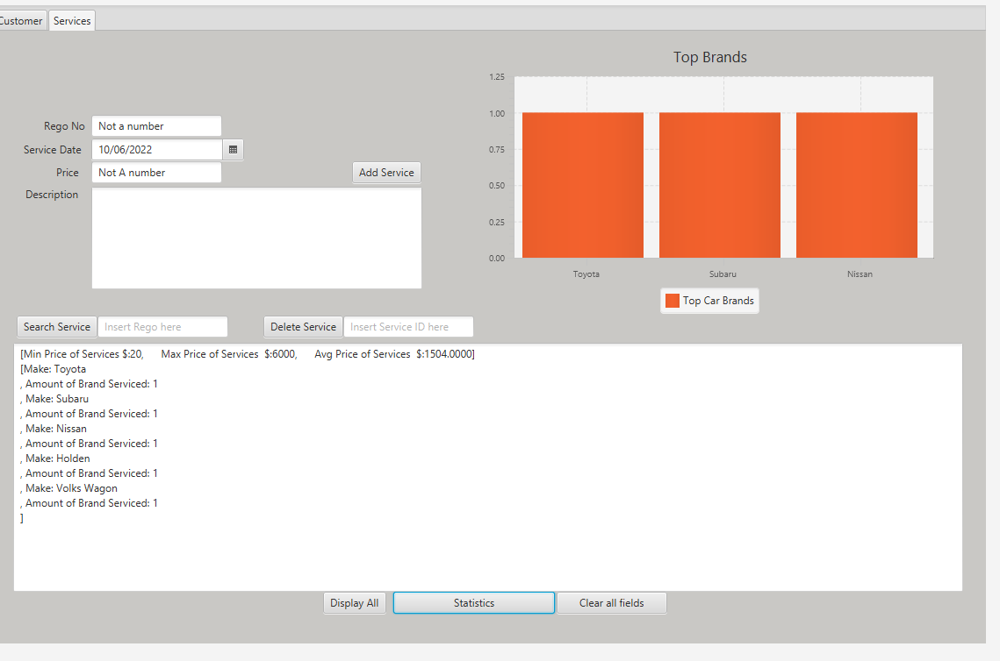 Customer Services
Top Brands
1.25
1.00
0.75
0.50
0.25
0.00
Toyota Subaru Nissan
Top Car Brands
Rego No Not a number
Service Date 10/06/2022
Price Not A number Add Service
Description
Search Service Insert Rego here Delete Service Insert Service ID here
[Min Price of Services $:20, Max Price of Services $:6000, Avg Price of Services $:1504.0000]
[Make: Toyota
, Amount of Brand Serviced: 1
, Make: Subaru
, Amount of Brand Serviced: 1
, Make: Nissan
, Amount of Brand Serviced: 1
, Make: Holden
, Amount of Brand Serviced: 1
, Make: Volks Wagon
, Amount of Brand Serviced: 1
]
Display All Statistics Clear all fields